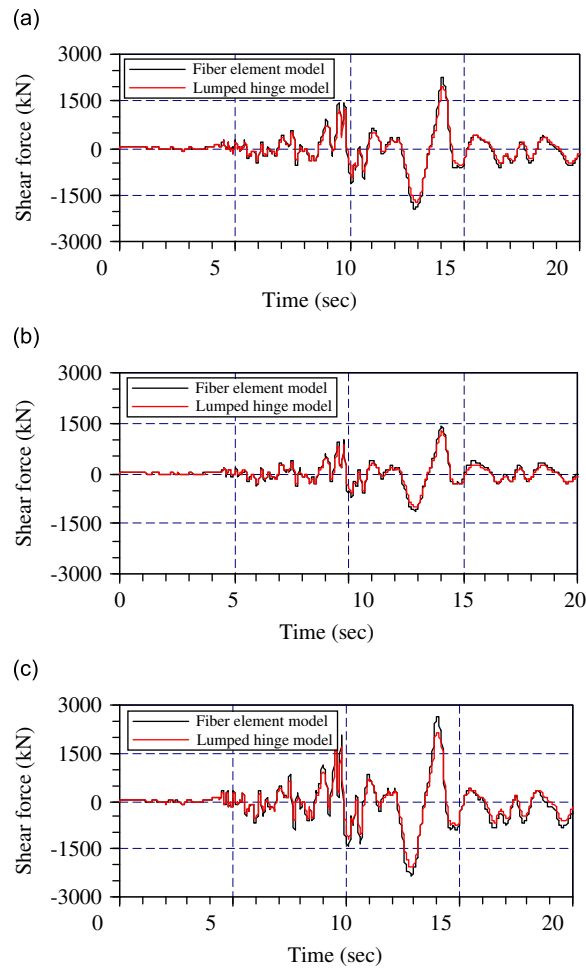 (a)
3000
1500
0
-1500
-3000
Shear force (kN)
Fiber element model
Lumped hinge model
0 5 10 15 20
Time (sec)
(b)
3000
1500
0
-1500
-3000
Shear force (kN)
Fiber element model
Lumped hinge model
0 5 10 15 20
Time (sec)
(c)
3000
1500
0
-1500
-3000
Shear force (kN)
Fiber element model
Lumped hinge model
0 5 10 15 20
Time (sec)